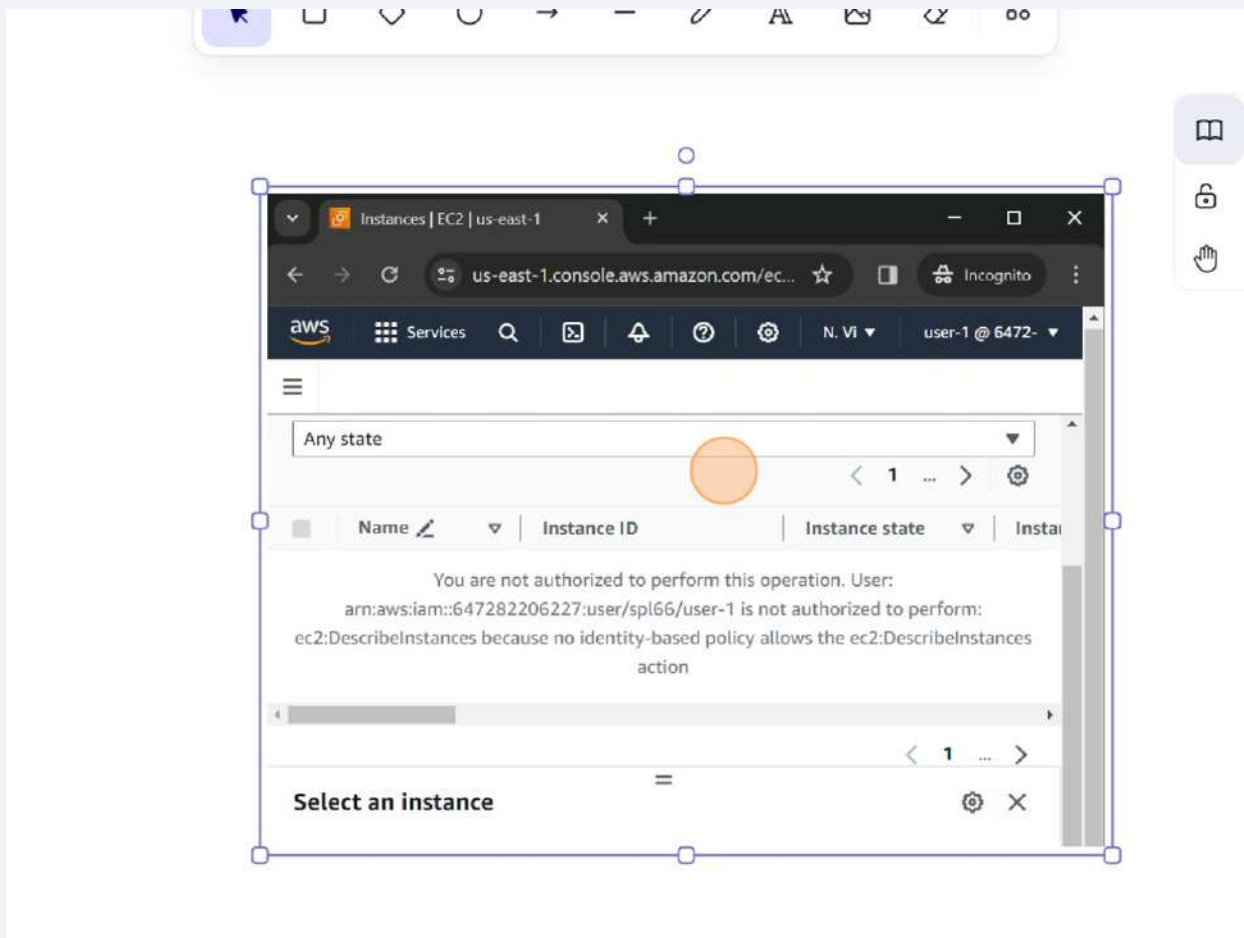 A
Instances | EC2 | us-east-1
us-east-1.console.aws.amazon.com/ec...
Incognito
aws
Services
N. Vi
user-1 @ 6472-
Any state
1 ...
Name
Instance ID
Instance state
Instan
You are not authorized to perform this operation. User:
arn:aws:iam::647282206227:user/spl66/user-1 is not authorized to perform:
ec2:DescribeInstances because no identity-based policy allows the ec2:DescribeInstances
action
1 ...
Select an instance